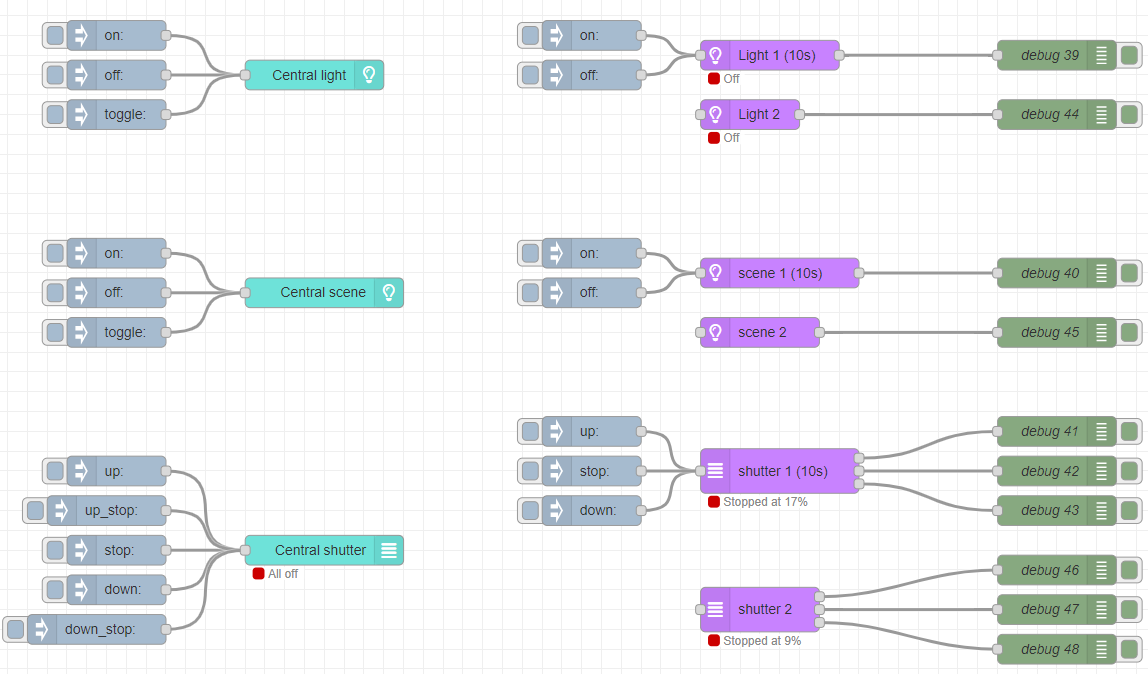 on:
off:
toggle:
Central light
on:
off:
Light 1 (10s)
Off
Light 2
Off
debug 39
debug 44
on:
off:
toggle:
Central scene
on:
off:
scene 1 (10s)
scene 2
debug 40
debug 45
up:
up_stop:
stop:
down:
down_stop:
Central shutter
All off
up:
stop:
down:
shutter 1 (10s)
Stopped at 17%
debug 41
debug 42
debug 43
shutter 2
Stopped at 9%
debug 46
debug 47
debug 48